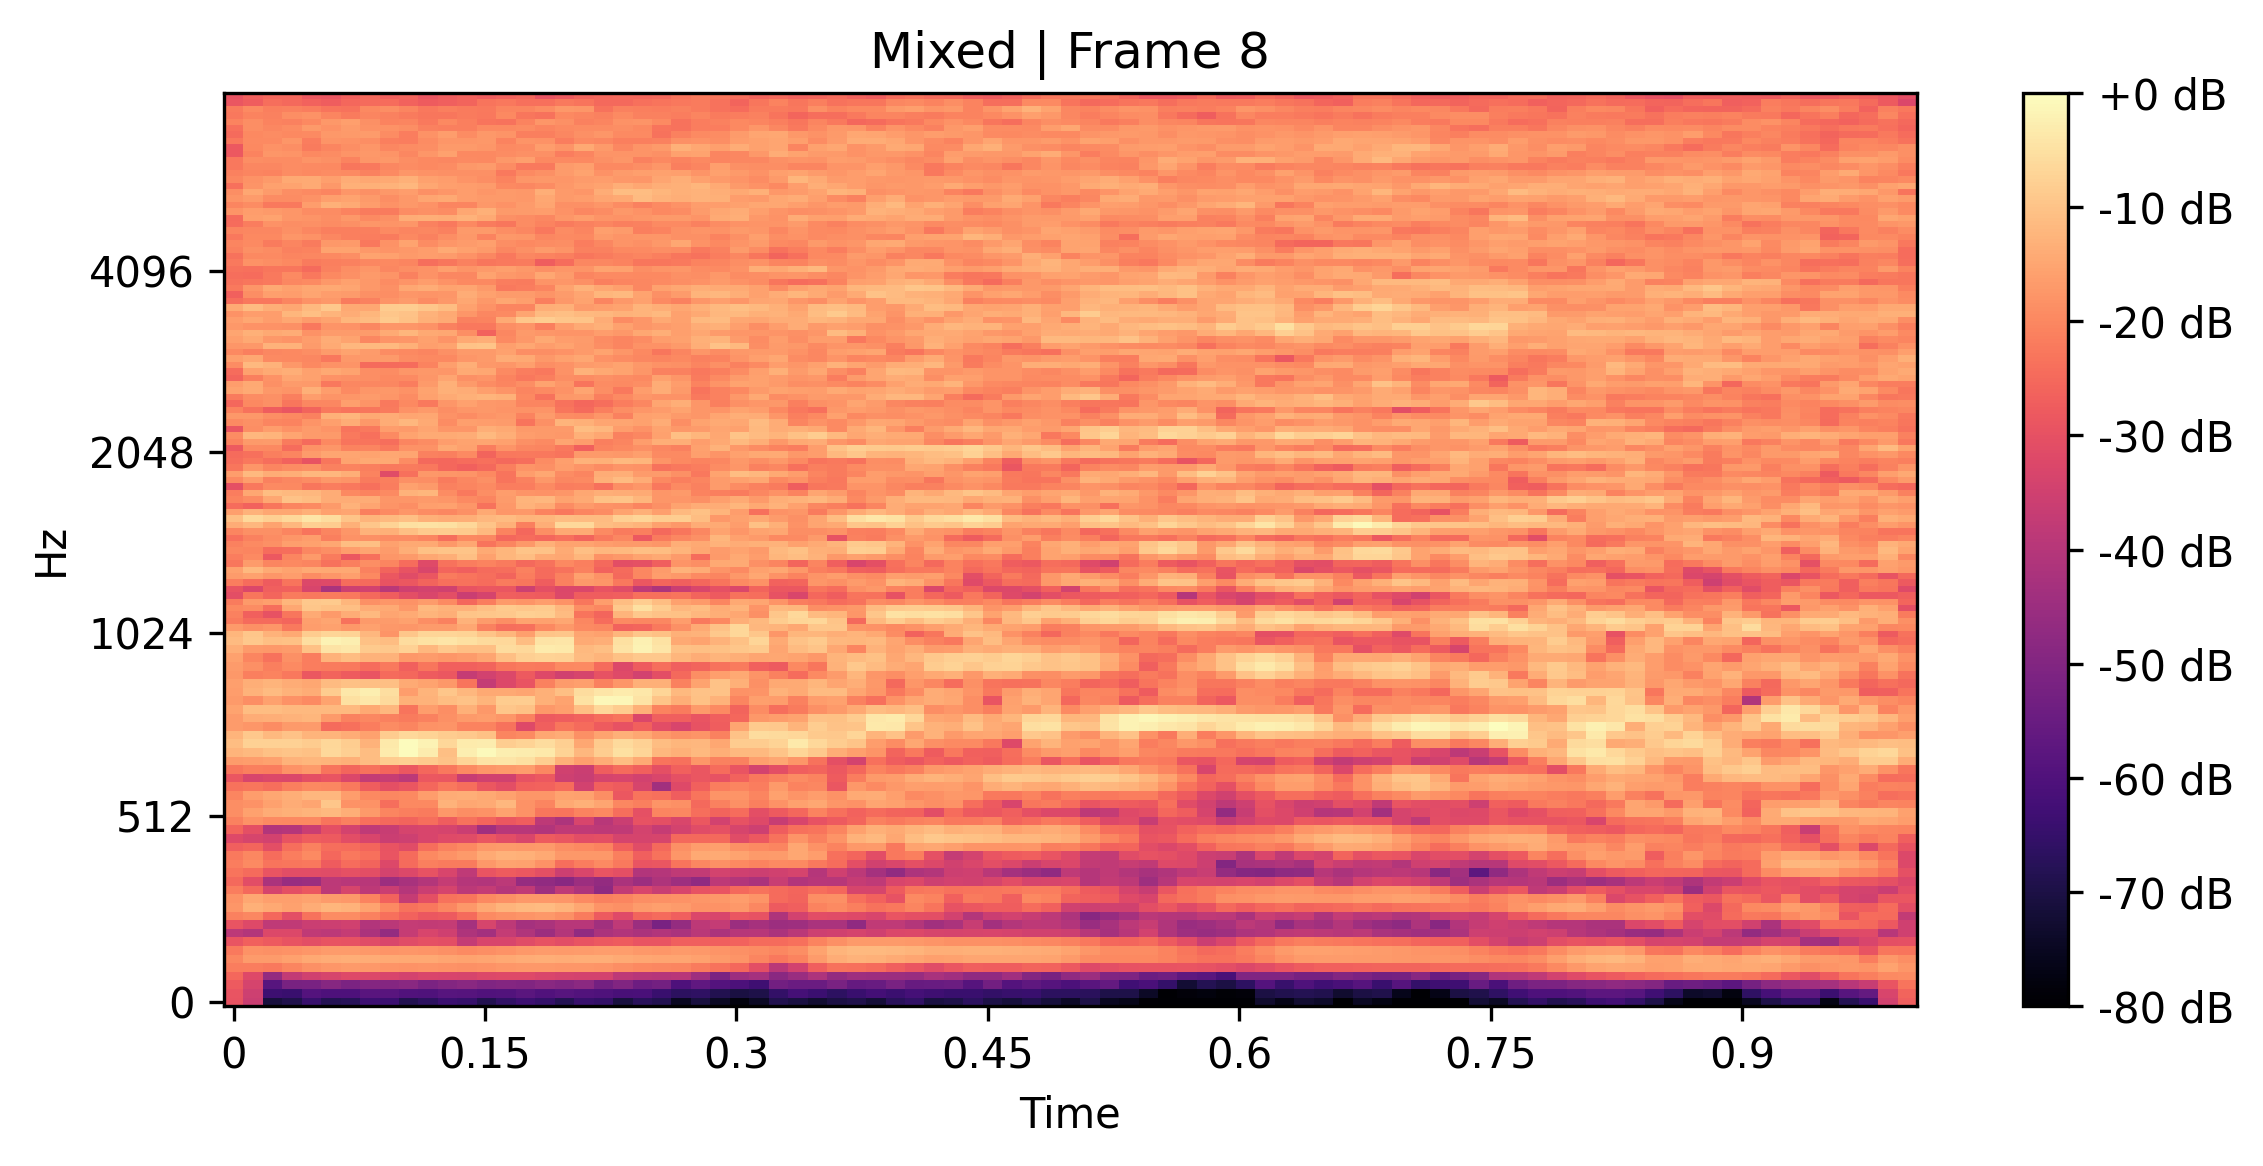 Mixed | Frame 8
+0 dB
-10 dB
-20 dB
-30 dB
-40 dB
-50 dB
-60 dB
-70 dB
-80 dB
Hz
4096
2048
1024
512
0
0 0.15 0.3 0.45 0.6 0.75 0.9
Time